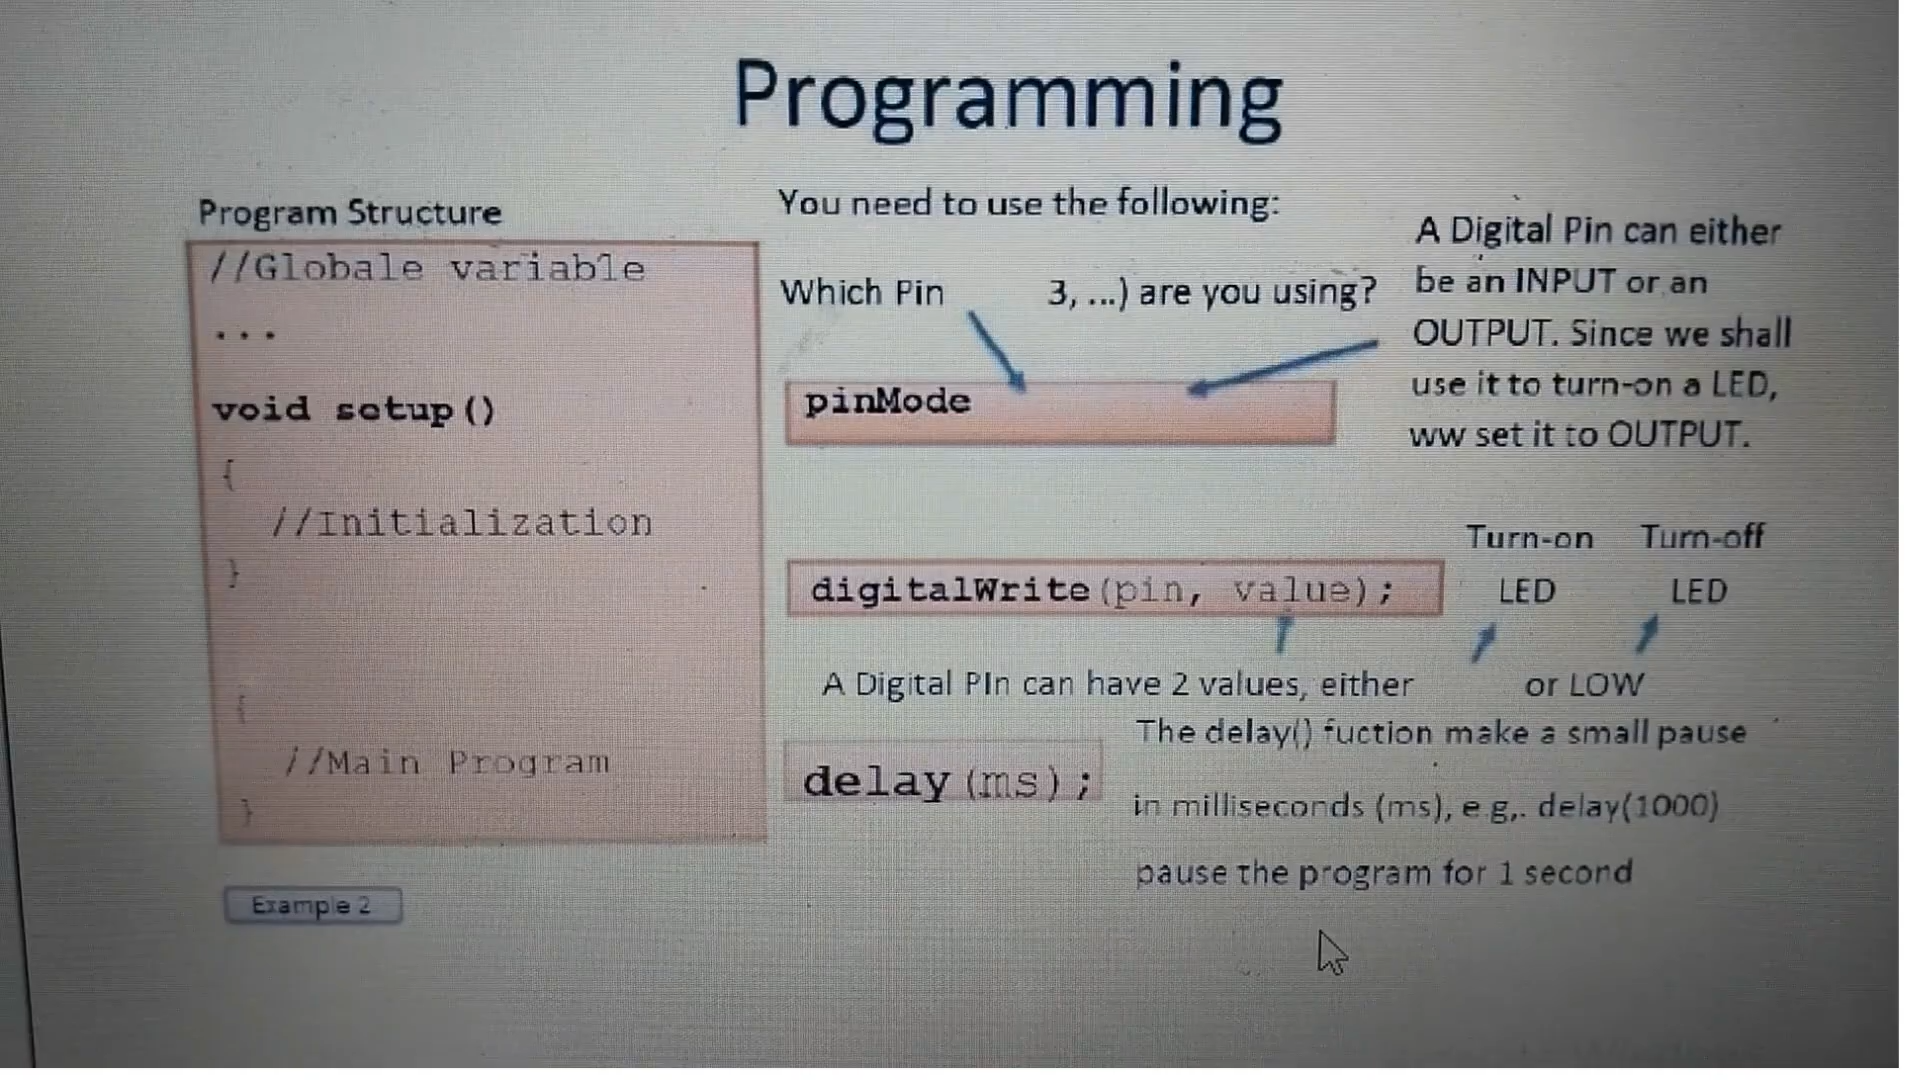 Programming
Program Structure
//Globale variable
...
void setup()
{
//Initialization
}
{
//Main Program
}
Example 2
You need to use the following:
Which Pin 3, ...) are you using?
pinMode
A Digital Pin can either
be an INPUT or an
OUTPUT. Since we shall
use it to turn-on a LED,
ww set it to OUTPUT.
digitalWrite(pin, value);
Turn-on
LED
Turn-off
LED
A Digital PIn can have 2 values, either or LOW
delay(ms);
The delay() fuction make a small pause
in milliseconds (ms), e.g,. delay(1000)
pause the program for 1 second